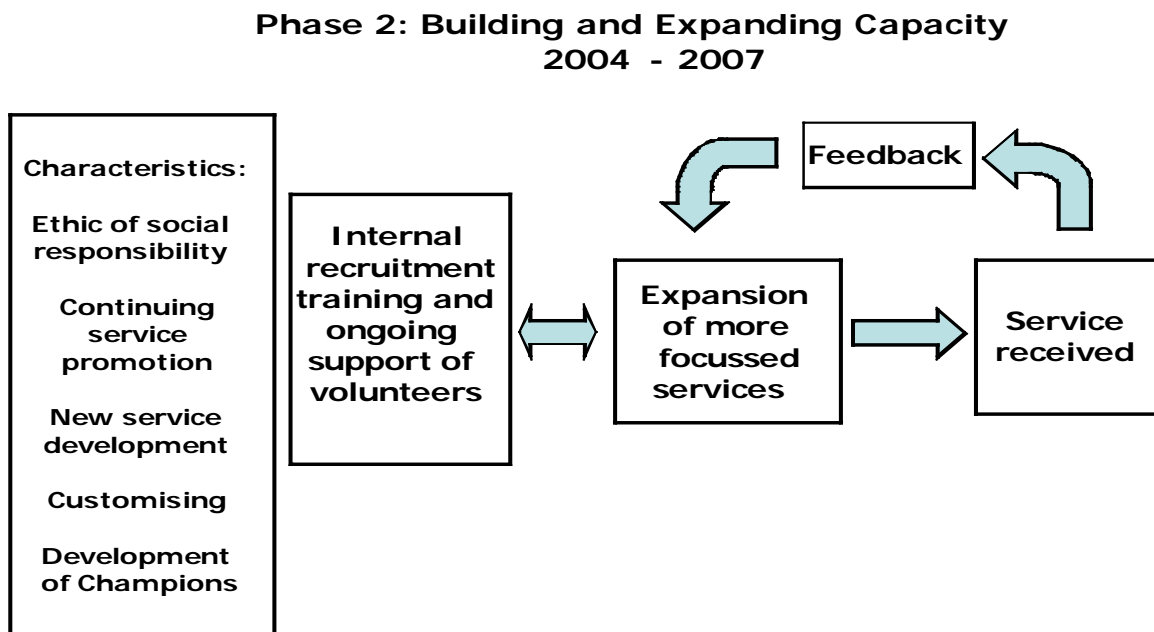 Phase 2: Building and Expanding Capacity
2004 - 2007
Characteristics:
Ethic of social
responsibility
Continuing
service
promotion
New service
development
Customising
Development
of Champions
Internal
recruitment
training and
ongoing
support of
volunteers
Expansion
of more
focussed
services
Service
received
Feedback